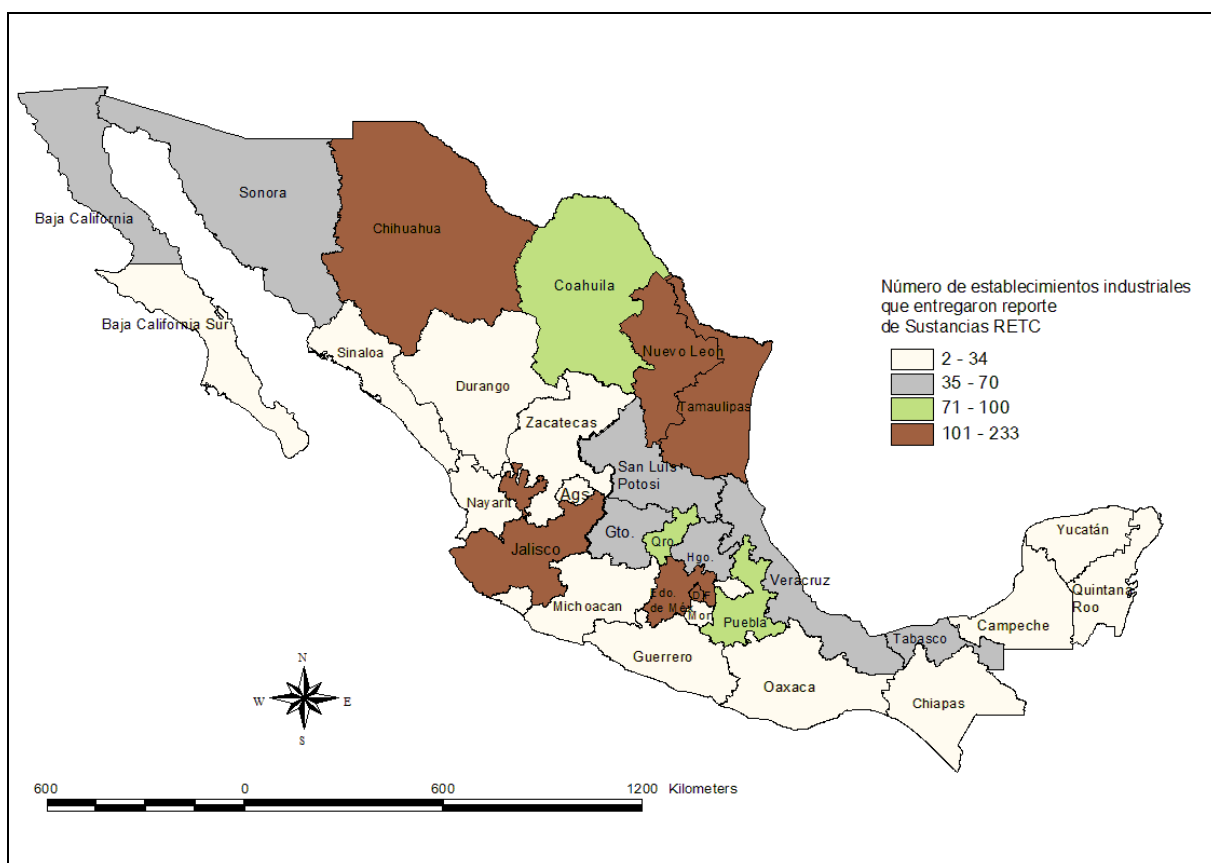 Sonora
Baja California
Chihuahua
Coahuila
Número de establecimientos industriales
que entregaron reporte
de Sustancias RETC
2 - 34
35 - 70
71 - 100
101 - 233
Baja California Sur
Sinaloa
Nuevo Leon
Durango
Tamaulipas
Zacatecas
San Luis
Potosi
Nayarit
Ags.
Gto.
Qro.
Jalisco
Hgo.
Yucatán
Veracruz
Quintana
Roo
Edo.
de Méx
D.F
Michoacan
Mor.
Puebla
Campeche
Tabasco
Guerrero
Oaxaca
Chiapas
N
W
E
S
600
0
600
1200
Kilometers